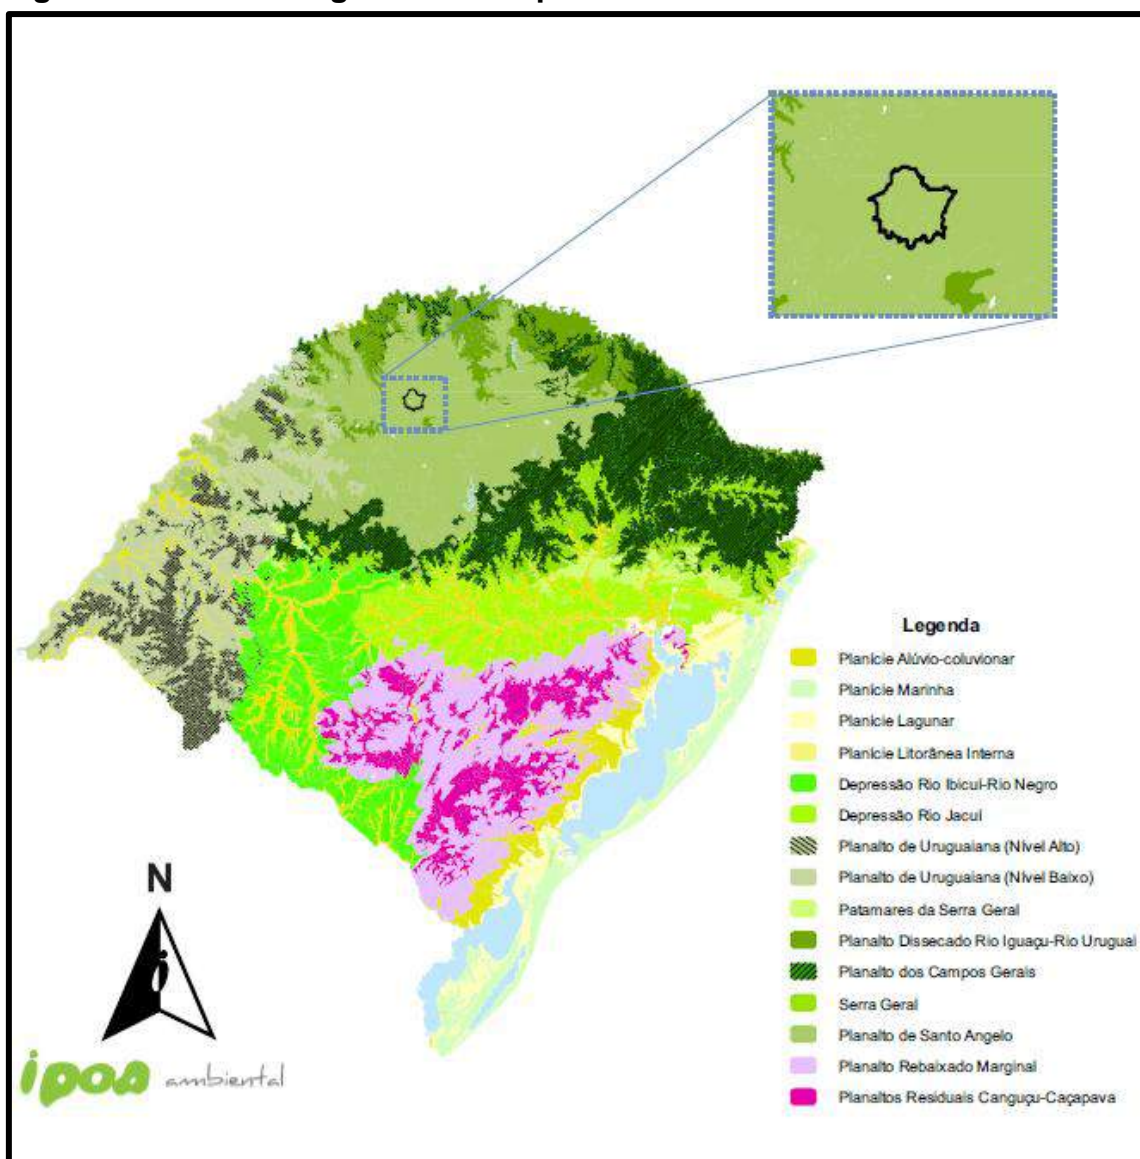 Legenda
Planície Alúvio-coluvionar
Planície Marinha
Planície Lagunar
Planície Litorânea Interna
Depressão Rio Ibicuí-Rio Negro
Depressão Rio Jacuí
Planalto de Uruguaiana (Nível Alto)
Planalto de Uruguaiana (Nível Baixo)
Patamares da Serra Geral
Planalto Dissecado Rio Iguaçu-Rio Uruguai
Planalto dos Campos Gerais
Serra Geral
Planalto de Santo Angelo
Planalto Rebaixado Marginal
Planaltos Residuais Canguçu-Caçapava
N
ipoa ambiental